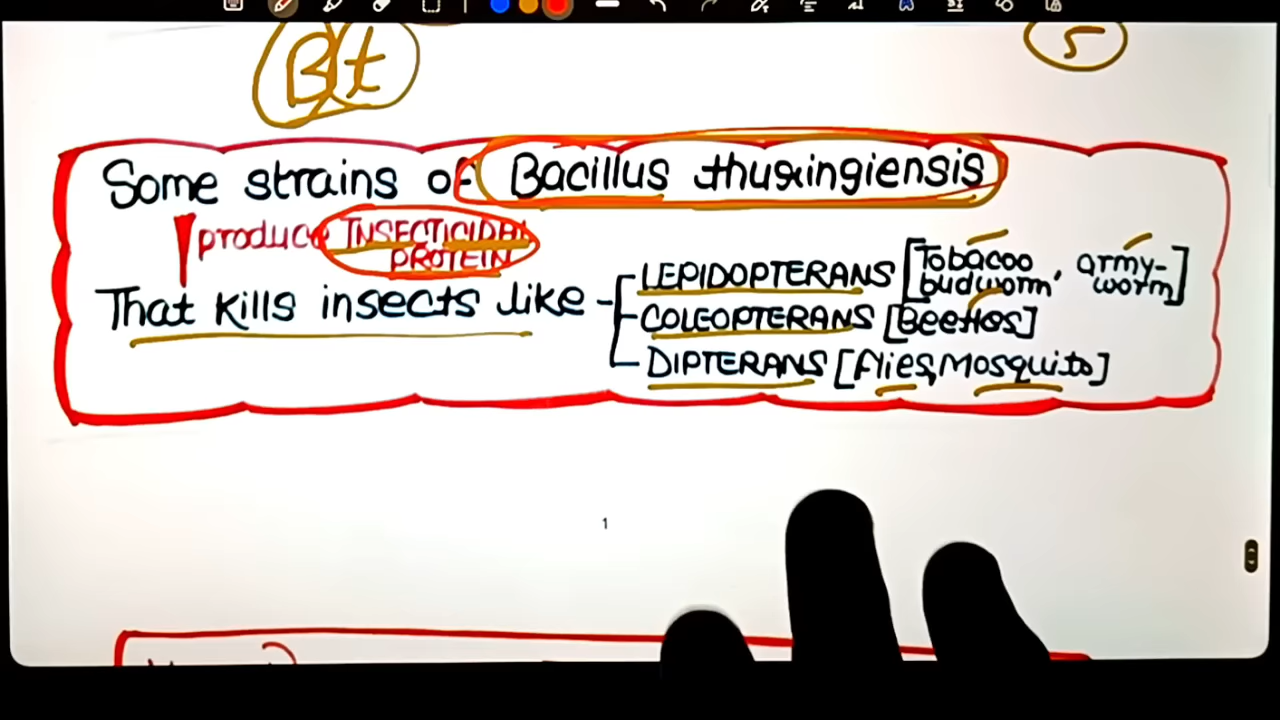 Bt
5
Some strains of Bacillus thuringiensis
produce INSECTICIDAL
PROTEIN
That kills insects like
LEPIDOPTERANS [Tobacoo budworm, army-worm]
COLEOPTERANS [Beetles]
DIPTERANS [flies, Mosquito]
1